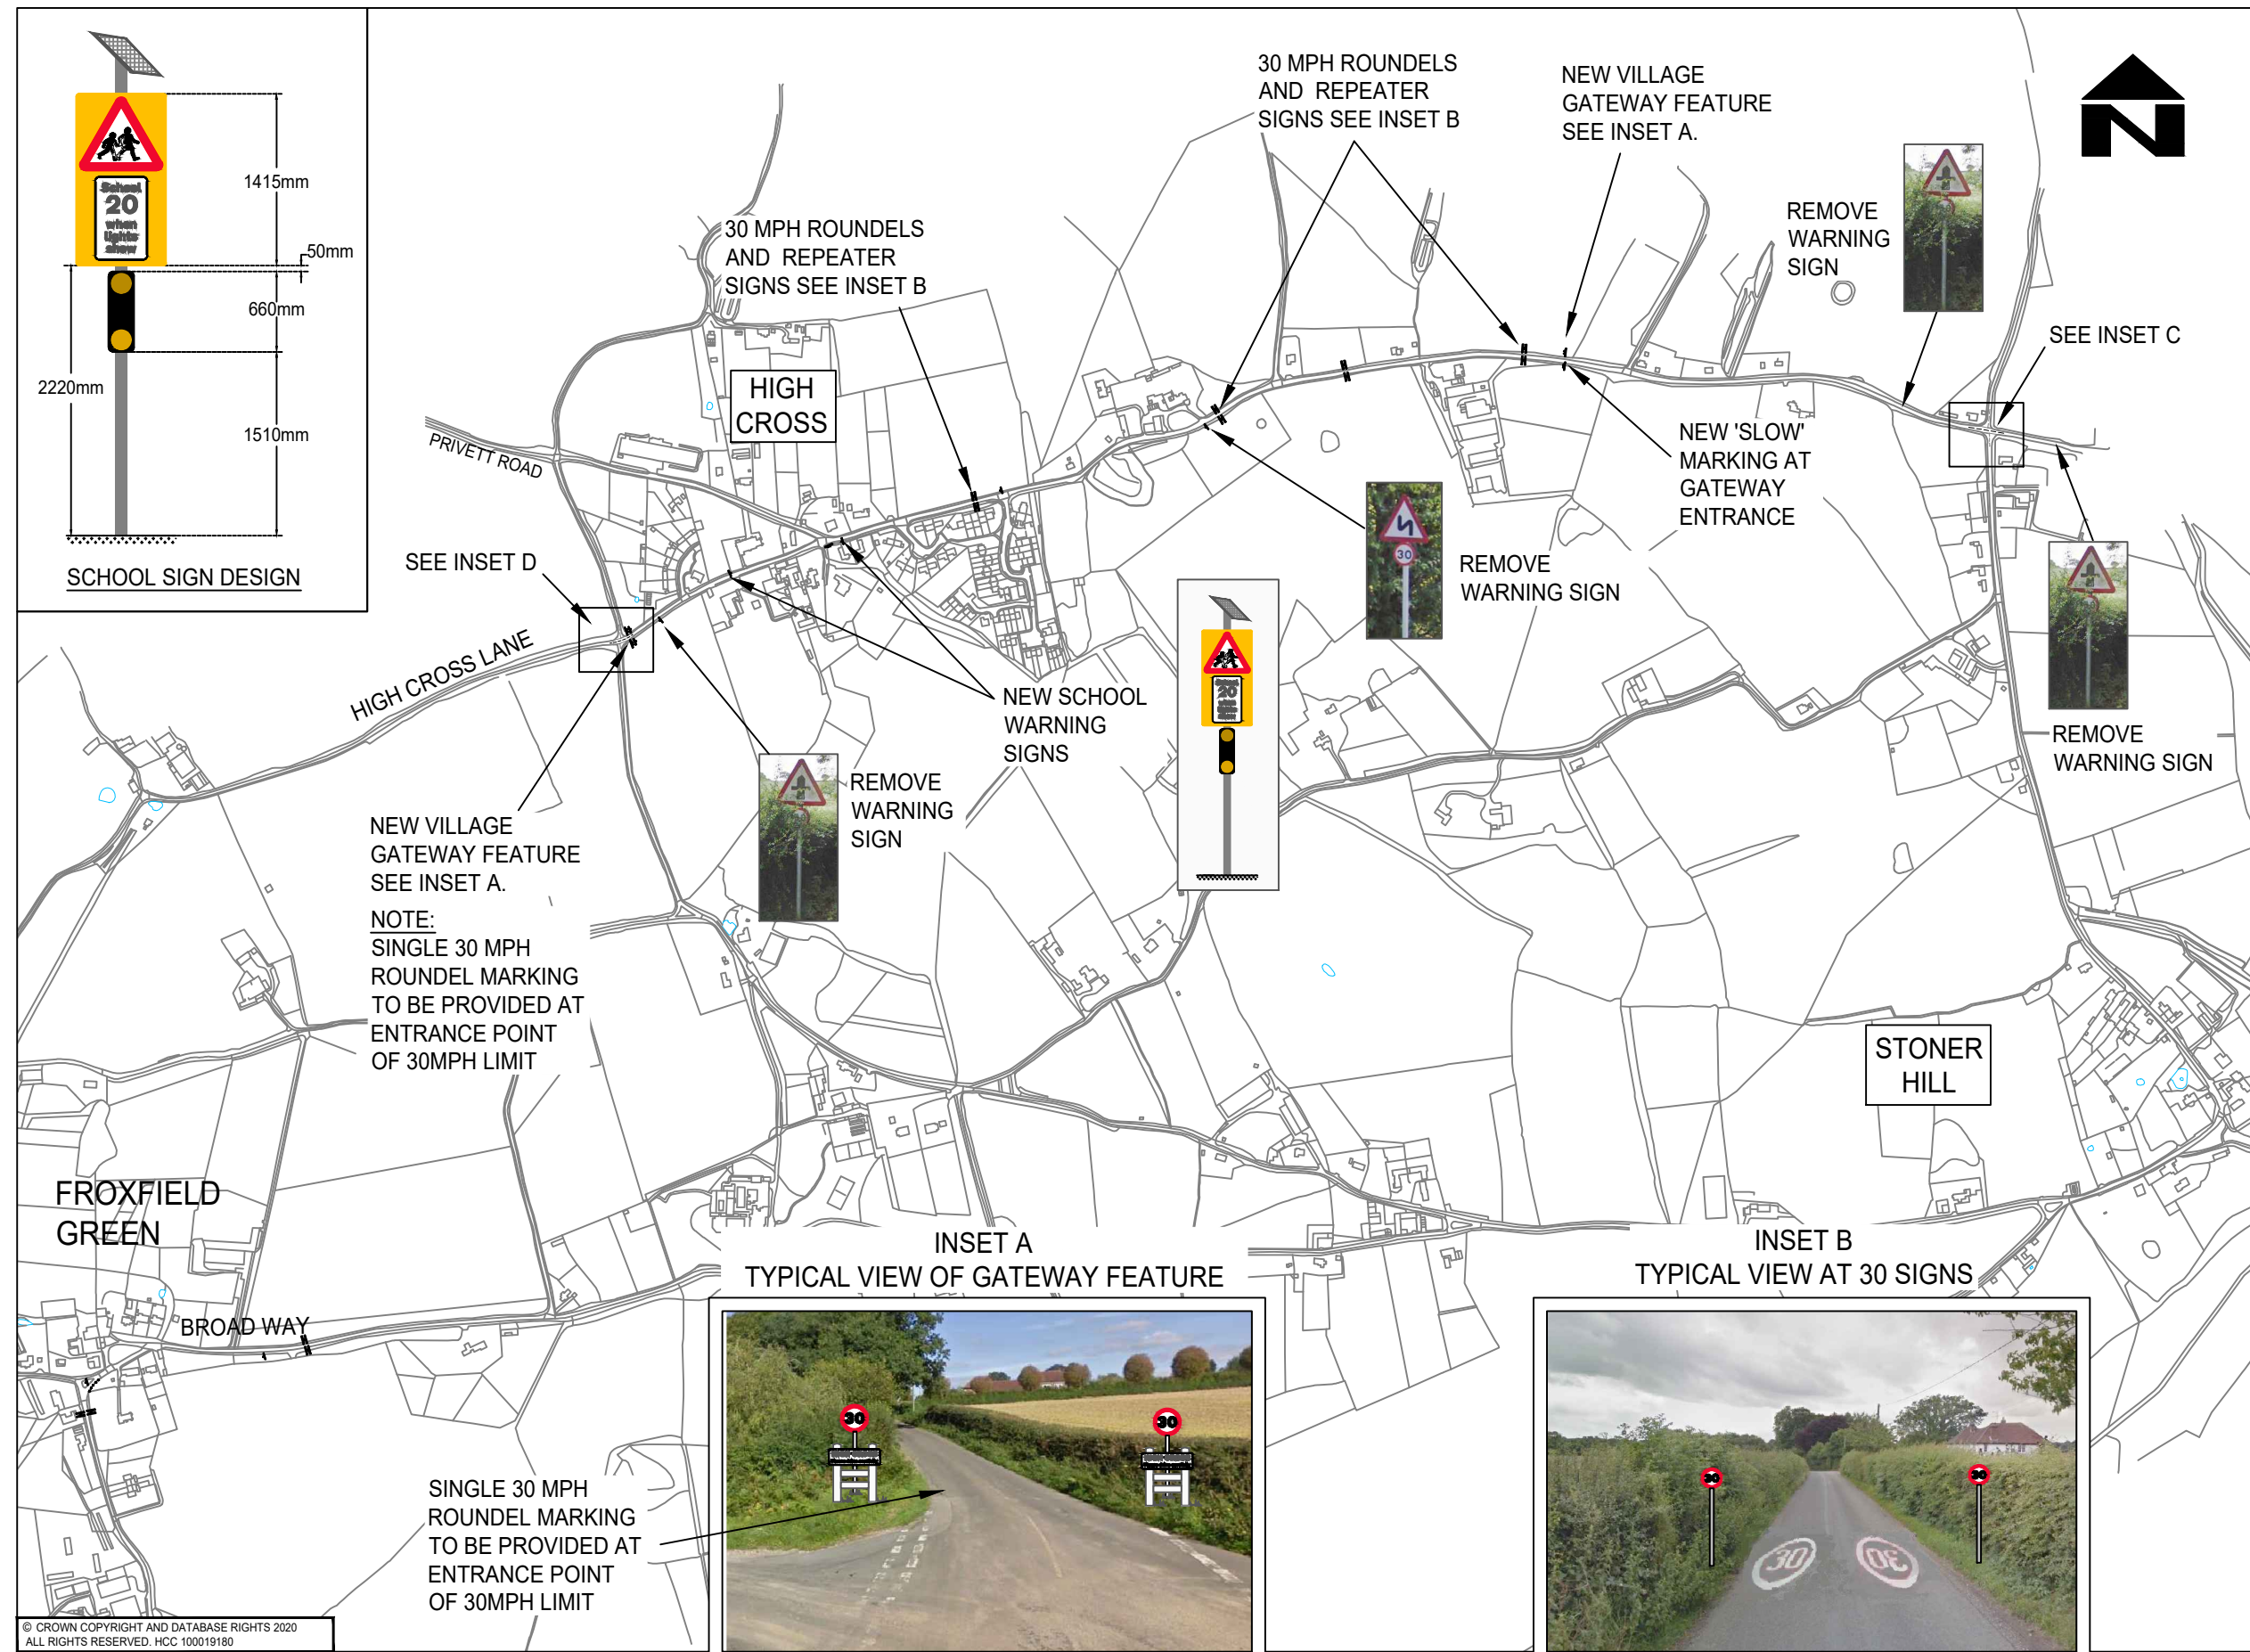 School
20
when
lights
show
1415mm
50mm
660mm
2220mm
1510mm
SCHOOL SIGN DESIGN
30 MPH ROUNDELS
AND REPEATER
SIGNS SEE INSET B
30 MPH ROUNDELS
AND REPEATER
SIGNS SEE INSET B
NEW VILLAGE
GATEWAY FEATURE
SEE INSET A.
N
REMOVE
WARNING
SIGN
SEE INSET C
HIGH
CROSS
PRIVETT ROAD
NEW 'SLOW'
MARKING AT
GATEWAY
ENTRANCE
SEE INSET D
30
REMOVE
WARNING SIGN
HIGH CROSS LANE
NEW SCHOOL
WARNING
SIGNS
School
20
when
lights
show
REMOVE
WARNING SIGN
REMOVE
WARNING
SIGN
NEW VILLAGE
GATEWAY FEATURE
SEE INSET A.
NOTE:
SINGLE 30 MPH
ROUNDEL MARKING
TO BE PROVIDED AT
ENTRANCE POINT
OF 30MPH LIMIT
STONER
HILL
FROXFIELD
GREEN
BROAD WAY
INSET A
TYPICAL VIEW OF GATEWAY FEATURE
30
30
SINGLE 30 MPH
ROUNDEL MARKING
TO BE PROVIDED AT
ENTRANCE POINT
OF 30MPH LIMIT
INSET B
TYPICAL VIEW AT 30 SIGNS
30
30
30
30
© CROWN COPYRIGHT AND DATABASE RIGHTS 2020
ALL RIGHTS RESERVED. HCC 100019180